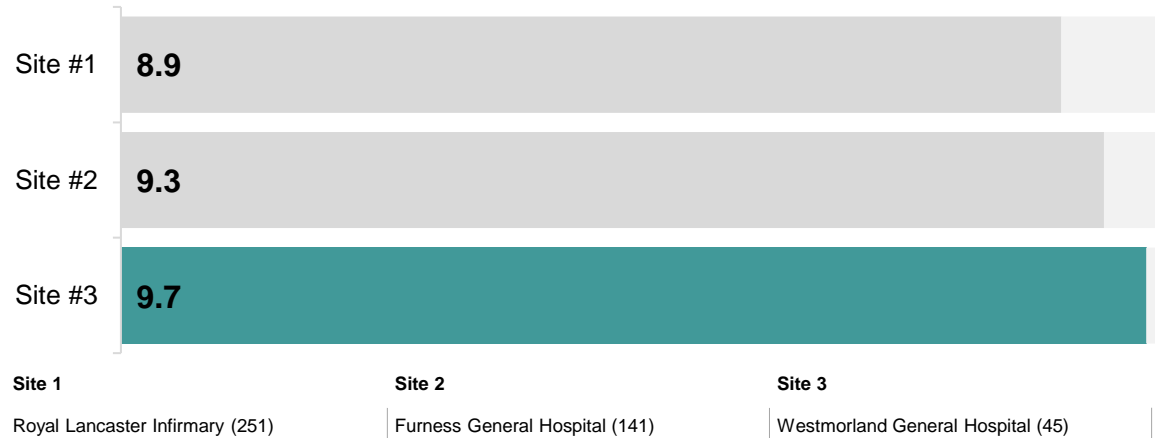 Site #1 8.9
Site #2 9.3
Site #3 9.7
Site 1 Site 2 Site 3
Royal Lancaster Infirmary (251) Furness General Hospital (141) Westmorland General Hospital (45)